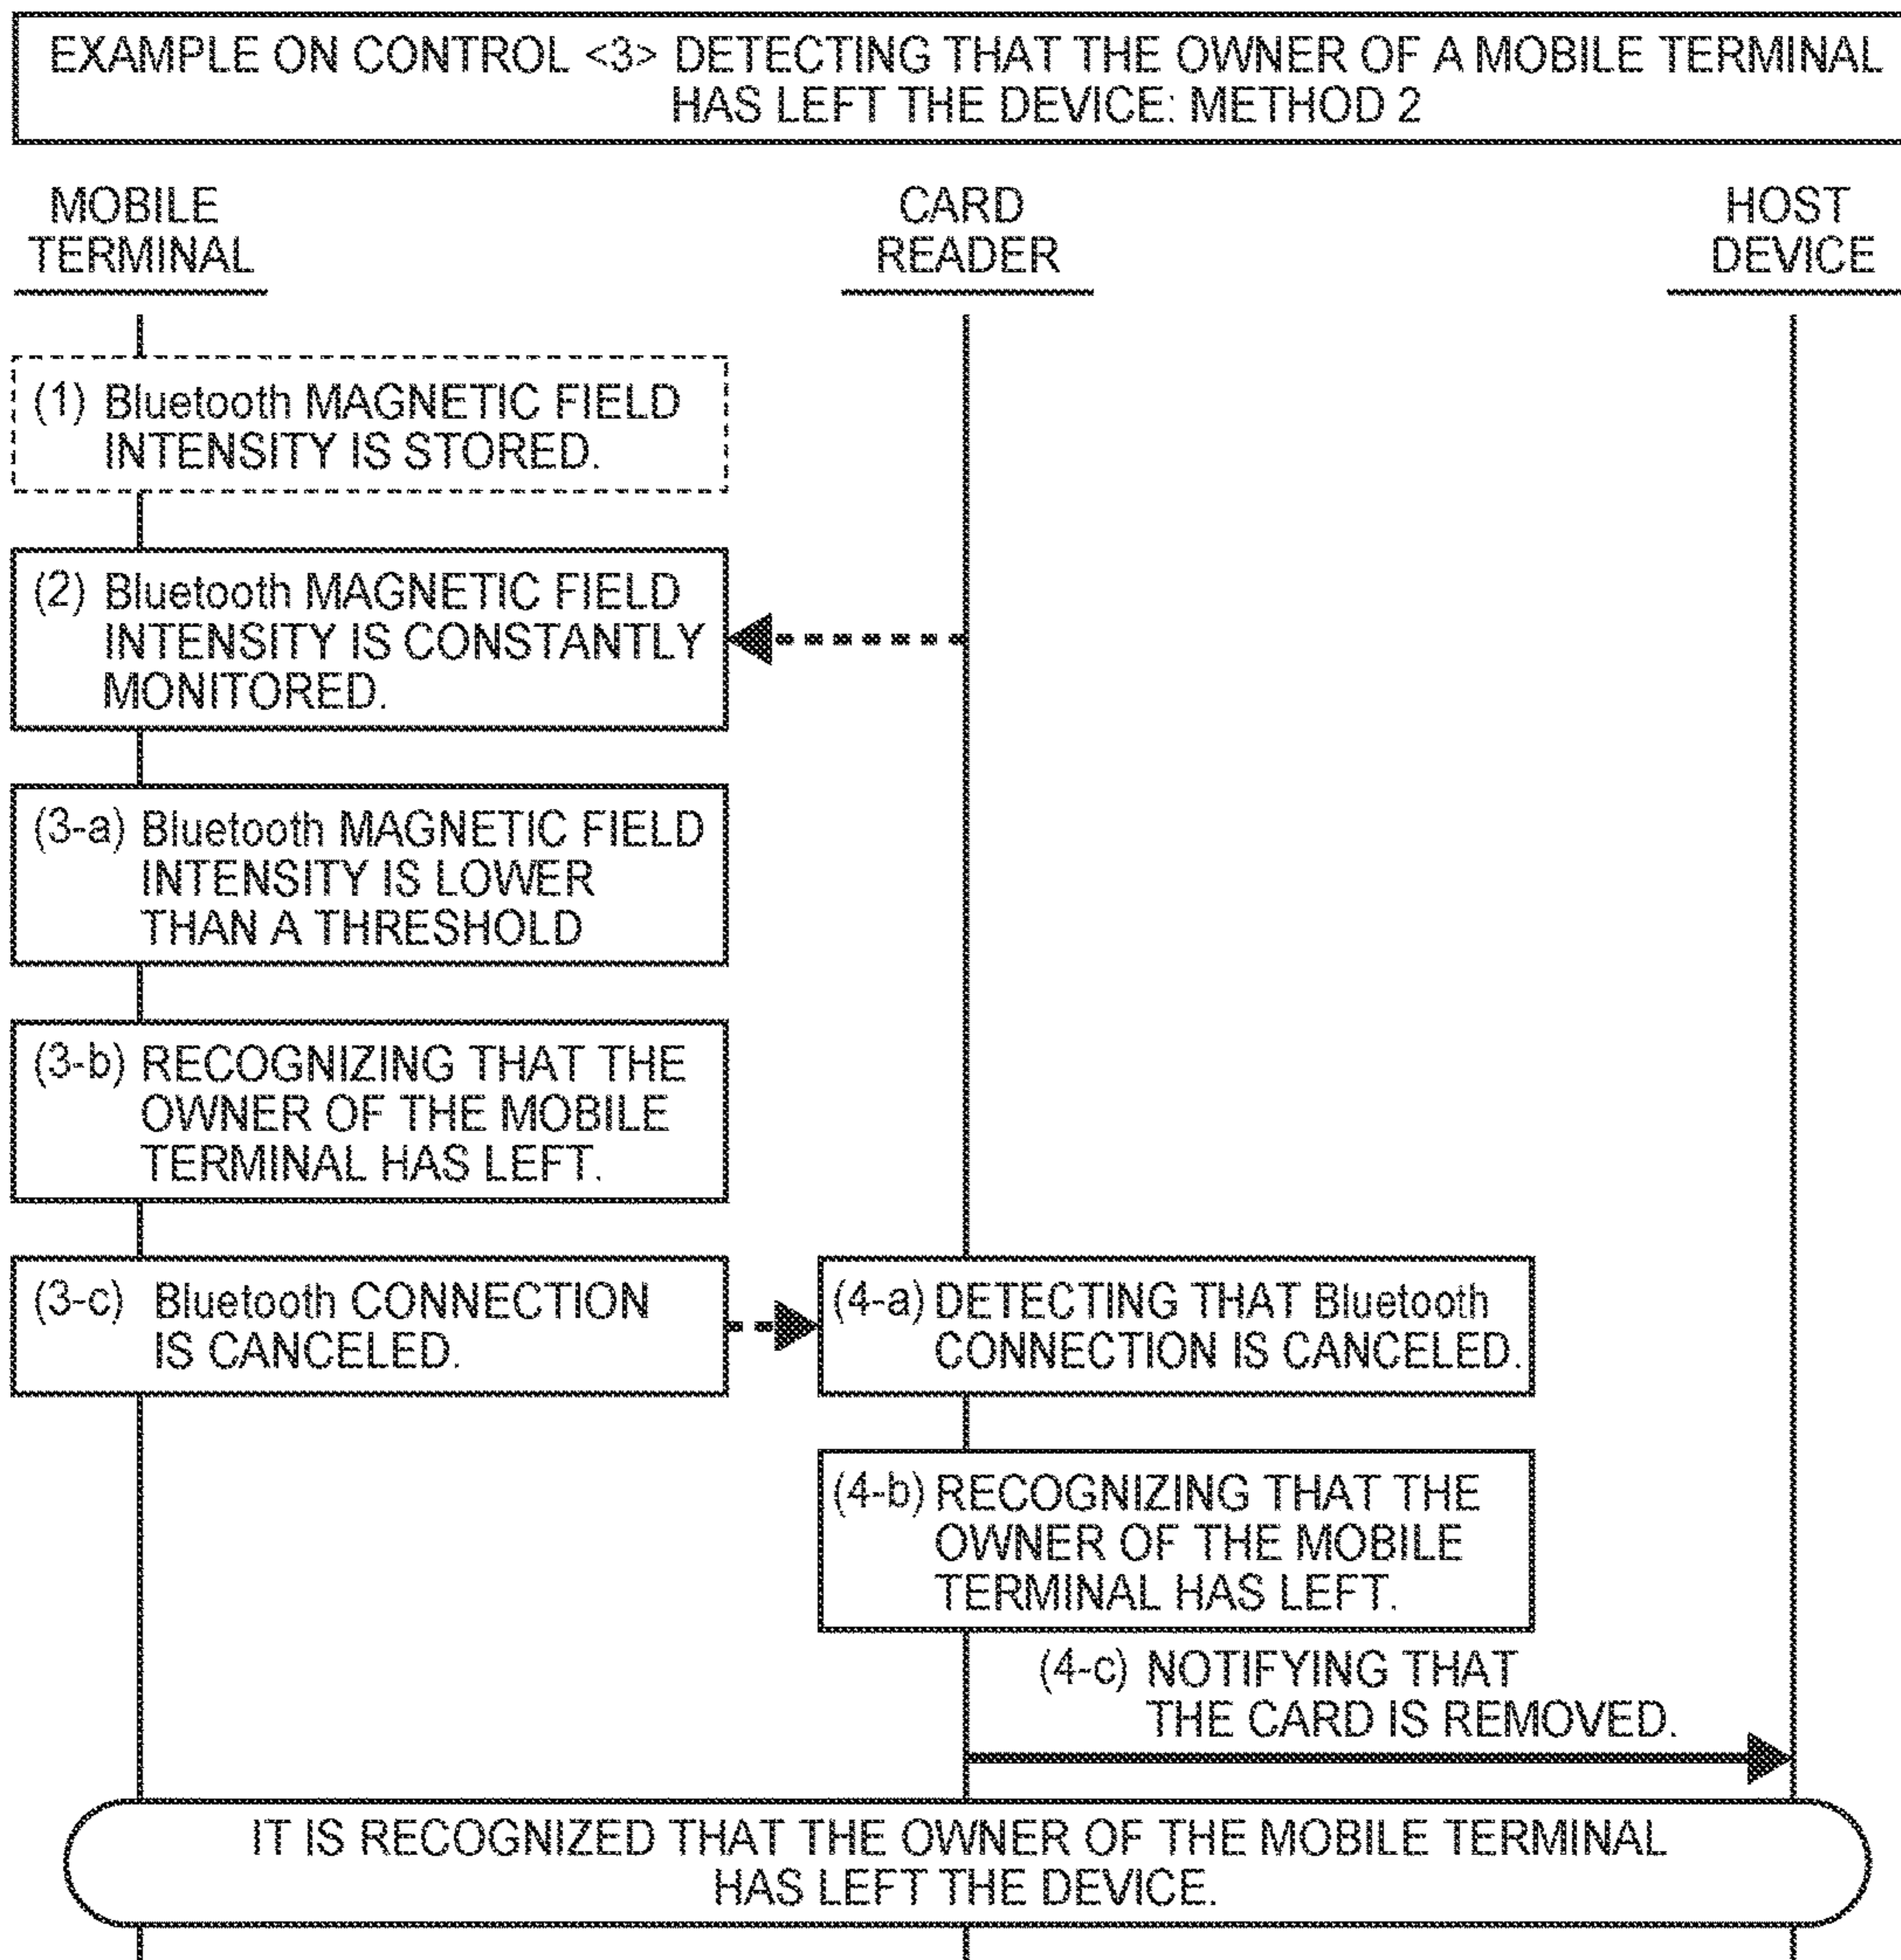 EXAMPLE ON CONTROL <3> DETECTING THAT THE OWNER OF A MOBILE TERMINAL
HAS LEFT THE DEVICE: METHOD 2
MOBILE
TERMINAL
CARD
READER
HOST
DEVICE
(1) Bluetooth MAGNETIC FIELD
INTENSITY IS STORED.
(2) Bluetooth MAGNETIC FIELD
INTENSITY IS CONSTANTLY
MONITORED.
(3-a) Bluetooth MAGNETIC FIELD
INTENSITY IS LOWER
THAN A THRESHOLD
(3-b) RECOGNIZING THAT THE
OWNER OF THE MOBILE
TERMINAL HAS LEFT.
(3-c) Bluetooth CONNECTION
IS CANCELED.
(4-a) DETECTING THAT Bluetooth
CONNECTION IS CANCELED.
(4-b) RECOGNIZING THAT THE
OWNER OF THE MOBILE
TERMINAL HAS LEFT.
(4-c) NOTIFYING THAT
THE CARD IS REMOVED.
IT IS RECOGNIZED THAT THE OWNER OF THE MOBILE TERMINAL
HAS LEFT THE DEVICE.